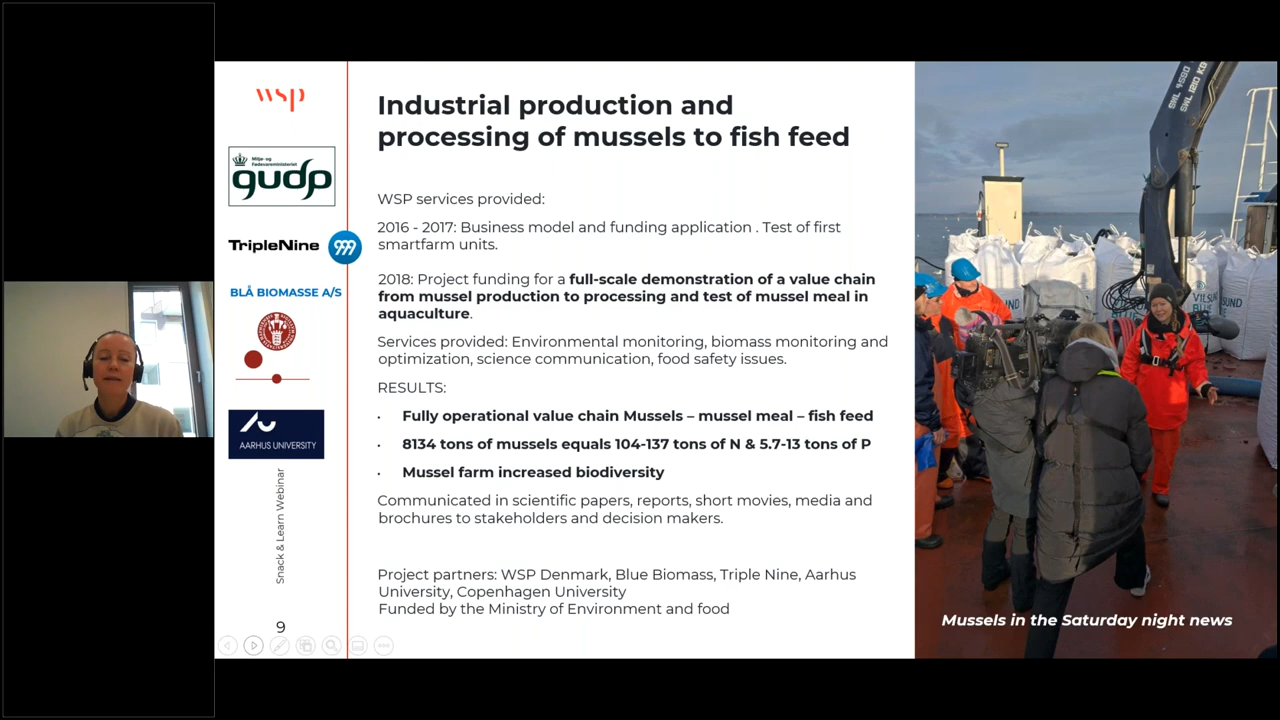 wsp
Miljø- og
Fødevareministeriet
gudp
TripleNine 999
BLÅ BIOMASSE A/S
AARHUS UNIVERSITY
Snack & Learn Webinar
9
Industrial production and
processing of mussels to fish feed
WSP services provided:
2016 - 2017: Business model and funding application . Test of first
smartfarm units.
2018: Project funding for a full-scale demonstration of a value chain
from mussel production to processing and test of mussel meal in
aquaculture.
Services provided: Environmental monitoring, biomass monitoring and
optimization, science communication, food safety issues.
RESULTS:
· Fully operational value chain Mussels – mussel meal – fish feed
· 8134 tons of mussels equals 104-137 tons of N & 5.7-13 tons of P
· Mussel farm increased biodiversity
Communicated in scientific papers, reports, short movies, media and
brochures to stakeholders and decision makers.
Project partners: WSP Denmark, Blue Biomass, Triple Nine, Aarhus
University, Copenhagen University
Funded by the Ministry of Environment and food
SWL 1210 KG
VILSUND
Mussels in the Saturday night news